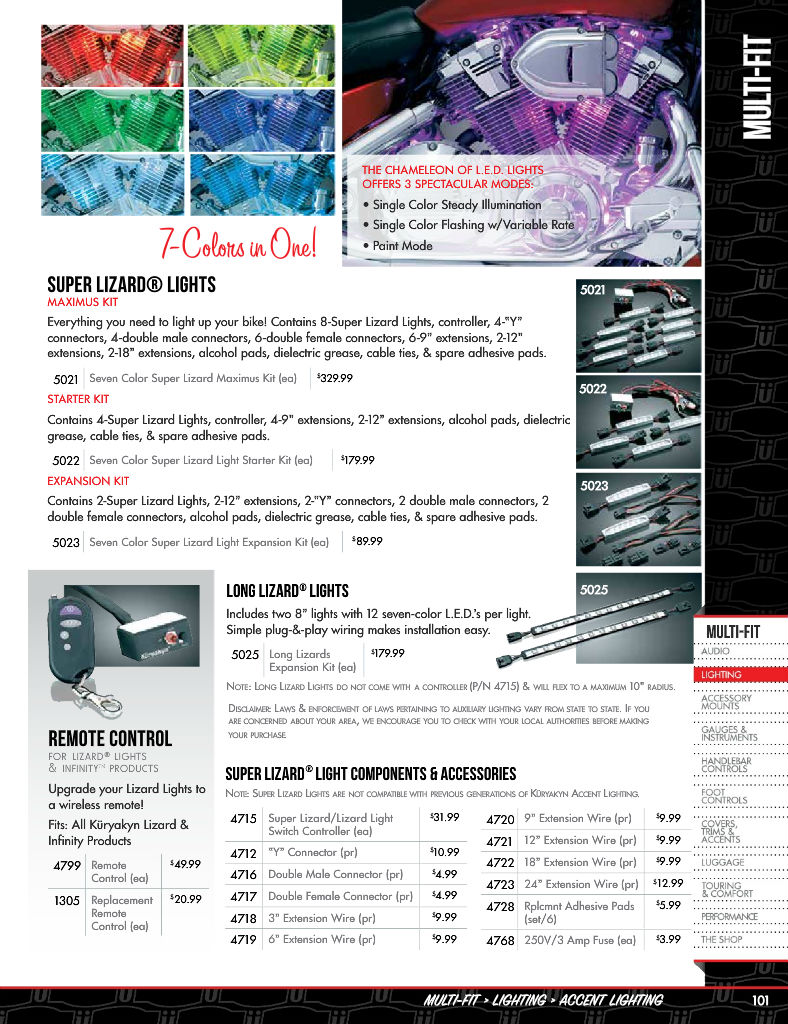 MULTI-FIT
THE CHAMELEON OF L.E.D. LIGHTS
OFFERS 3 SPECTACULAR MODES:
• Single Color Steady Illumination
• Single Color Flashing w/Variable Rate
• Paint Mode
7-Colors in One!
SUPER LIZARD® LIGHTS
MAXIMUS KIT
Everything you need to light up your bike! Contains 8-Super Lizard Lights, controller, 4-"Y"
connectors, 4-double male connectors, 6-double female connectors, 6-9" extensions, 2-12"
extensions, 2-18" extensions, alcohol pads, dielectric grease, cable ties, & spare adhesive pads.
5021 Seven Color Super Lizard Maximus Kit (ea) $329.99
STARTER KIT
Contains 4-Super Lizard Lights, controller, 4-9" extensions, 2-12" extensions, alcohol pads, dielectric
grease, cable ties, & spare adhesive pads.
5022 Seven Color Super Lizard Light Starter Kit (ea) $179.99
EXPANSION KIT
Contains 2-Super Lizard Lights, 2-12" extensions, 2-"Y" connectors, 2 double male connectors, 2
double female connectors, alcohol pads, dielectric grease, cable ties, & spare adhesive pads.
5023 Seven Color Super Lizard Light Expansion Kit (ea) $89.99
5021
5022
5023
5025
Küryakyn
REMOTE CONTROL
FOR LIZARD® LIGHTS
& INFINITY™ PRODUCTS
Upgrade your Lizard Lights to
a wireless remote!
Fits: All Küryakyn Lizard &
Infinity Products
4799 Remote $49.99
Control (ea)
1305 Replacement $20.99
Remote
Control (ea)
LONG LIZARD® LIGHTS
Includes two 8" lights with 12 seven-color L.E.D.'s per light.
Simple plug-&-play wiring makes installation easy.
5025 Long Lizards $179.99
Expansion Kit (ea)
NOTE: LONG LIZARD LIGHTS DO NOT COME WITH A CONTROLLER (P/N 4715) & WILL FLEX TO A MAXIMUM 10" RADIUS.
DISCLAIMER: LAWS & ENFORCEMENT OF LAWS PERTAINING TO AUXILIARY LIGHTING VARY FROM STATE TO STATE. IF YOU
ARE CONCERNED ABOUT YOUR AREA, WE ENCOURAGE YOU TO CHECK WITH YOUR LOCAL AUTHORITIES BEFORE MAKING
YOUR PURCHASE.
SUPER LIZARD® LIGHT COMPONENTS & ACCESSORIES
NOTE: SUPER LIZARD LIGHTS ARE NOT COMPATIBLE WITH PREVIOUS GENERATIONS OF KÜRYAKYN ACCENT LIGHTING.
4715 Super Lizard/Lizard Light $31.99
Switch Controller (ea)
4712 "Y" Connector (pr) $10.99
4716 Double Male Connector (pr) $4.99
4717 Double Female Connector (pr) $4.99
4718 3" Extension Wire (pr) $9.99
4719 6" Extension Wire (pr) $9.99
4720 9" Extension Wire (pr) $9.99
4721 12" Extension Wire (pr) $9.99
4722 18" Extension Wire (pr) $9.99
4723 24" Extension Wire (pr) $12.99
4728 Rplcmnt Adhesive Pads $5.99
(set/6)
4768 250V/3 Amp Fuse (ea) $3.99
MULTI-FIT
AUDIO
LIGHTING
ACCESSORY
MOUNTS
GAUGES &
INSTRUMENTS
HANDLEBAR
CONTROLS
FOOT
CONTROLS
COVERS,
TRIMS &
ACCENTS
LUGGAGE
TOURING
& COMFORT
PERFORMANCE
THE SHOP
MULTI-FIT > LIGHTING > ACCENT LIGHTING
101